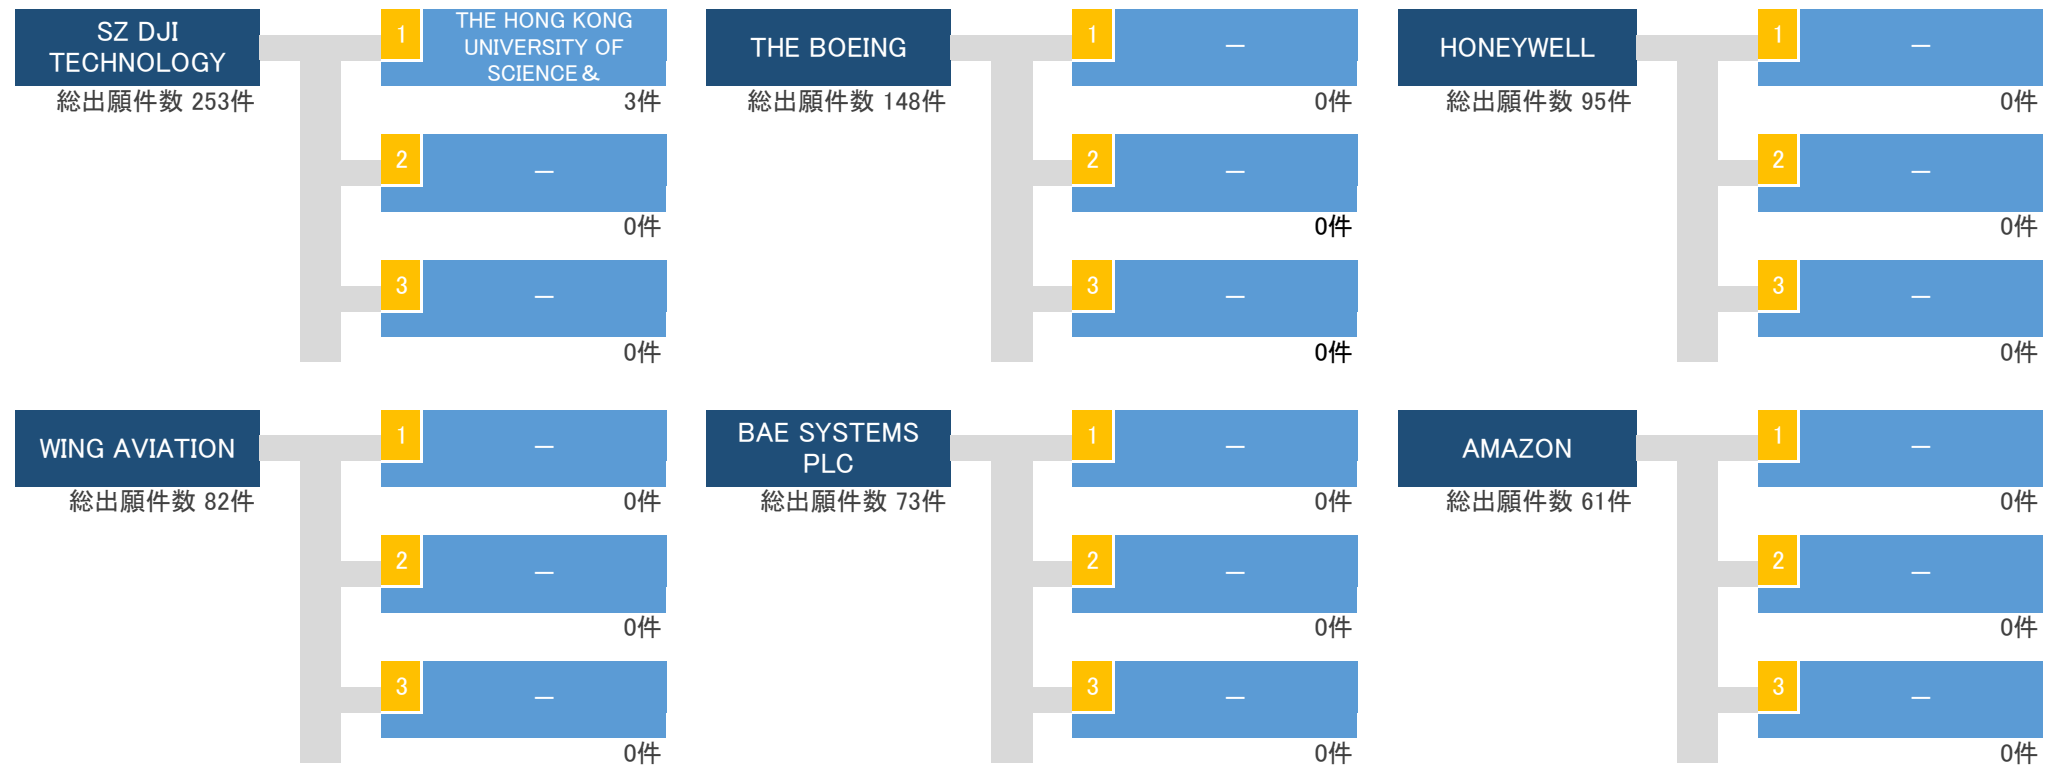 SZ DJI
TECHNOLOGY
総出願件数 253件
1
THE HONG KONG
UNIVERSITY OF
SCIENCE＆
3件
2
－
0件
3
－
0件
THE BOEING
総出願件数 148件
1
－
0件
2
－
0件
3
－
0件
HONEYWELL
総出願件数 95件
1
－
0件
2
－
0件
3
－
0件
WING AVIATION
総出願件数 82件
1
－
0件
2
－
0件
3
－
0件
BAE SYSTEMS
PLC
総出願件数 73件
1
－
0件
2
－
0件
3
－
0件
AMAZON
総出願件数 61件
1
－
0件
2
－
0件
3
－
0件